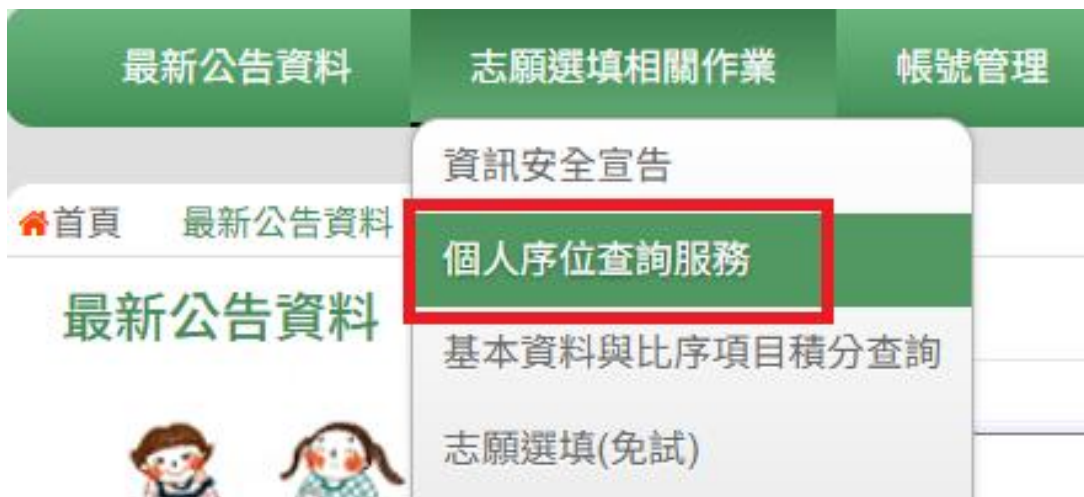 最新公告資料 志願選填相關作業 帳號管理
資訊安全宣告
首頁 最新公告資料
個人序位查詢服務
最新公告資料
基本資料與比序項目積分查詢
志願選填(免試)